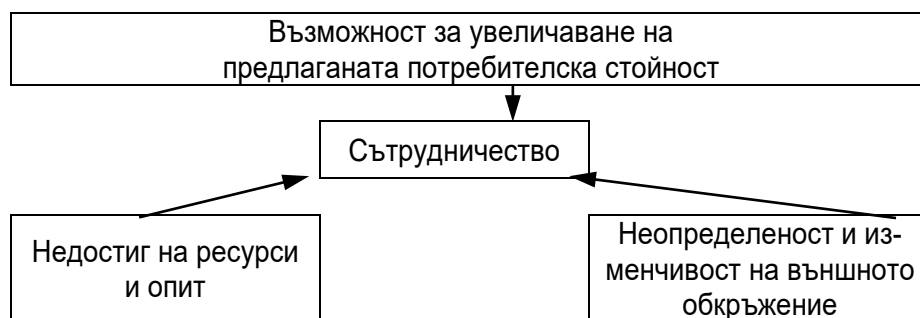 Възможност за увеличаване на
предлаганата потребителска стойност
Сътрудничество
Недостиг на ресурси
и опит
Неопределеност и из-
менчивост на външното
обкръжение